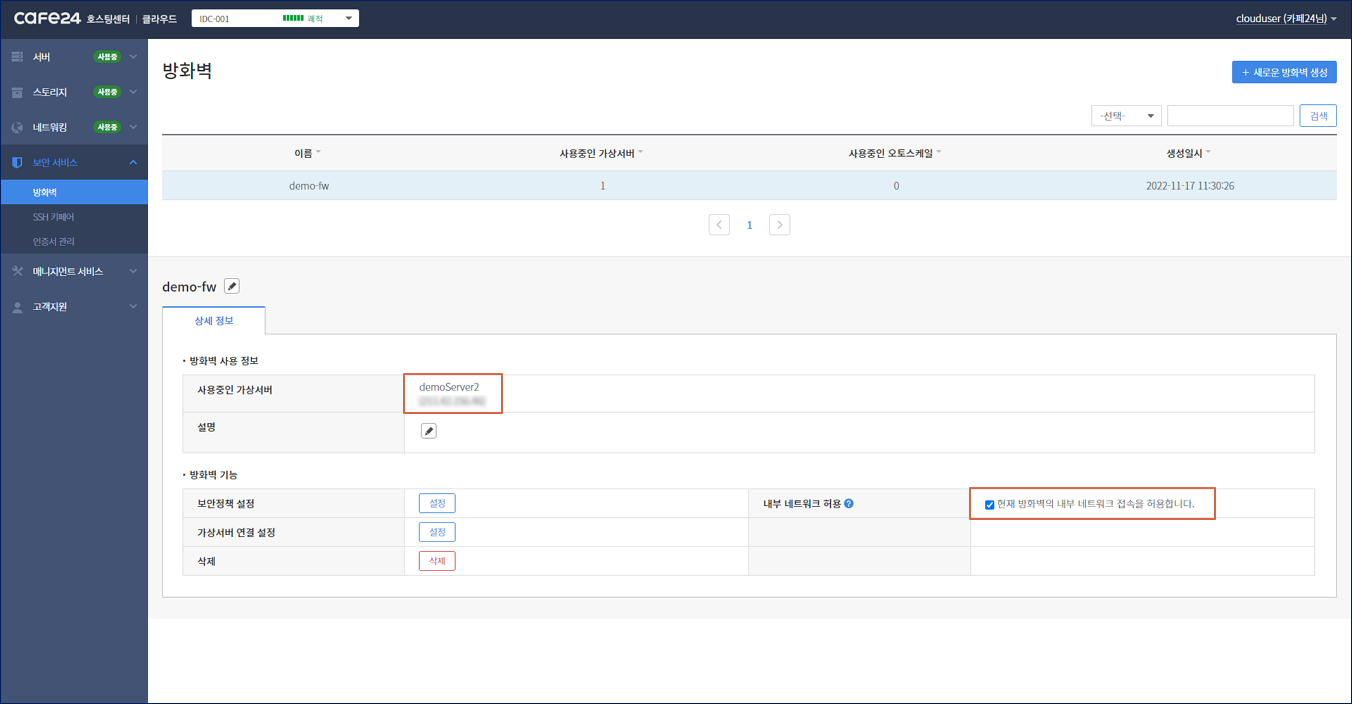 cafe24 호스팅센터 | 클라우드
IDC-001 쾌적
clouduser (카페24님)
서버 사용중
스토리지 사용중
네트워킹 사용중
보안 서비스
방화벽
SSH 키페어
인증서 관리
매니지먼트 서비스
고객지원
방화벽
+ 새로운 방화벽 생성
-선택- 검색
이름 사용중인 가상서버 사용중인 오토스케일 생성일시
demo-fw 1 0 2022-11-17 11:30:26
< 1 >
demo-fw
상세 정보
• 방화벽 사용 정보
사용중인 가상서버 demoServer2
설명
• 방화벽 기능
보안정책 설정 설정 내부 네트워크 허용 ? 현재 방화벽의 내부 네트워크 접속을 허용합니다.
가상서버 연결 설정 설정
삭제 삭제